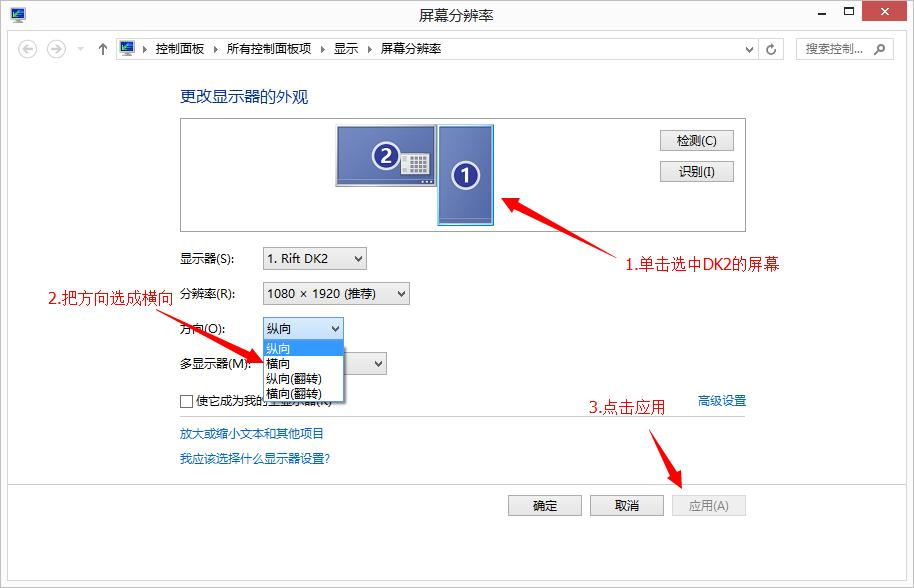 屏幕分辨率
控制面板 所有控制面板项 显示 屏幕分辨率
搜索控制...
更改显示器的外观
2
1
检测(C)
识别(I)
1.单击选中DK2的屏幕
显示器(S):
1. Rift DK2
2.把方向选成横向
分辨率(R):
1080 × 1920 (推荐)
方向(O):
纵向
纵向
横向
纵向(翻转)
横向(翻转)
多显示器(M):
使它成为我的主显示器(K)
3.点击应用
高级设置
放大或缩小文本和其他项目
我应该选择什么显示器设置?
确定
取消
应用(A)